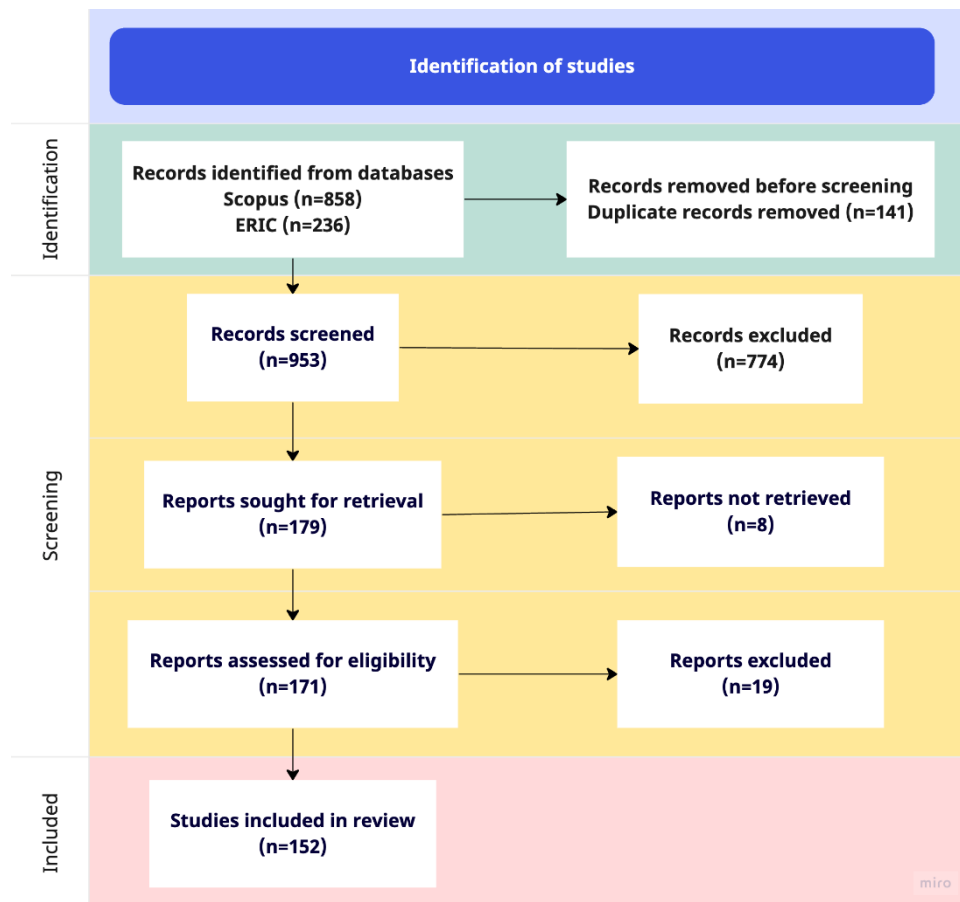 Identification of studies
Identification
Records identified from databases
Scopus (n=858)
ERIC (n=236)
Records removed before screening
Duplicate records removed (n=141)
Screening
Records screened
(n=953)
Records excluded
(n=774)
Reports sought for retrieval
(n=179)
Reports not retrieved
(n=8)
Reports assessed for eligibility
(n=171)
Reports excluded
(n=19)
Included
Studies included in review
(n=152)
miro